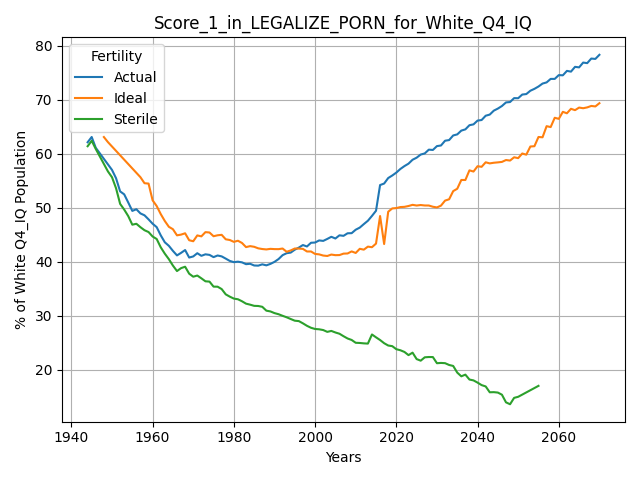 Score_1_in_LEGALIZE_PORN_for_White_Q4_IQ
Fertility
Actual
Ideal
Sterile
% of White Q4_IQ Population
80
70
60
50
40
30
20
1940 1960 1980 2000 2020 2040 2060
Years